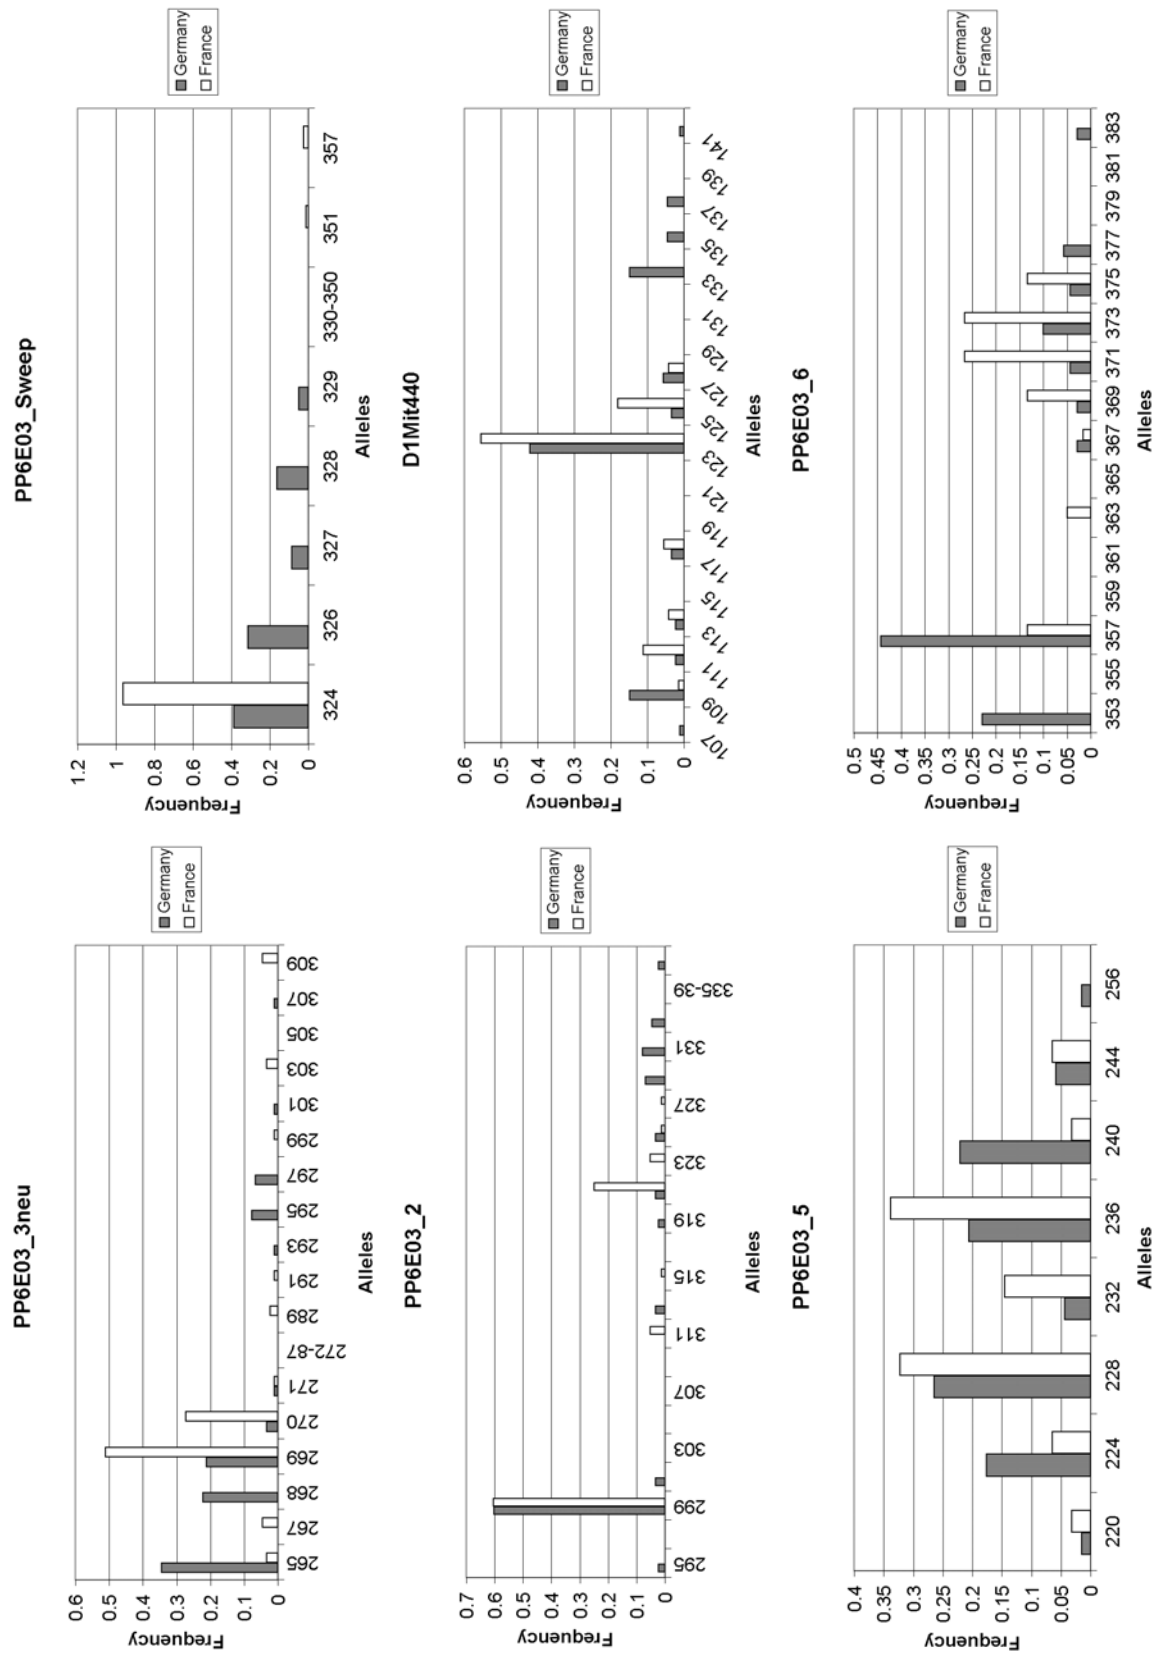 PP6E03_3neu
Frequency
0.6
0.5
0.4
0.3
0.2
0.1
0
265 267 268 269 270 271 272-87 289 291 293 295 297 299 301 303 305 307 309
Alleles
Germany
France
PP6E03_Sweep
Frequency
1.2
1
0.8
0.6
0.4
0.2
0
324 326 327 328 329 330-350 351 357
Alleles
Germany
France
PP6E03_2
Frequency
0.7
0.6
0.5
0.4
0.3
0.2
0.1
0
295 299 303 307 311 315 319 323 327 331 335-39
Alleles
Germany
France
D1Mit440
Frequency
0.6
0.5
0.4
0.3
0.2
0.1
0
107 109 111 113 115 117 119 121 123 125 127 129 131 133 135 137 139 141
Alleles
Germany
France
PP6E03_5
Frequency
0.4
0.35
0.3
0.25
0.2
0.15
0.1
0.05
0
220 224 228 232 236 240 244 256
Alleles
Germany
France
PP6E03_6
Frequency
0.5
0.45
0.4
0.35
0.3
0.25
0.2
0.15
0.1
0.05
0
353 355 357 359 361 363 365 367 369 371 373 375 377 379 381 383
Alleles
Germany
France